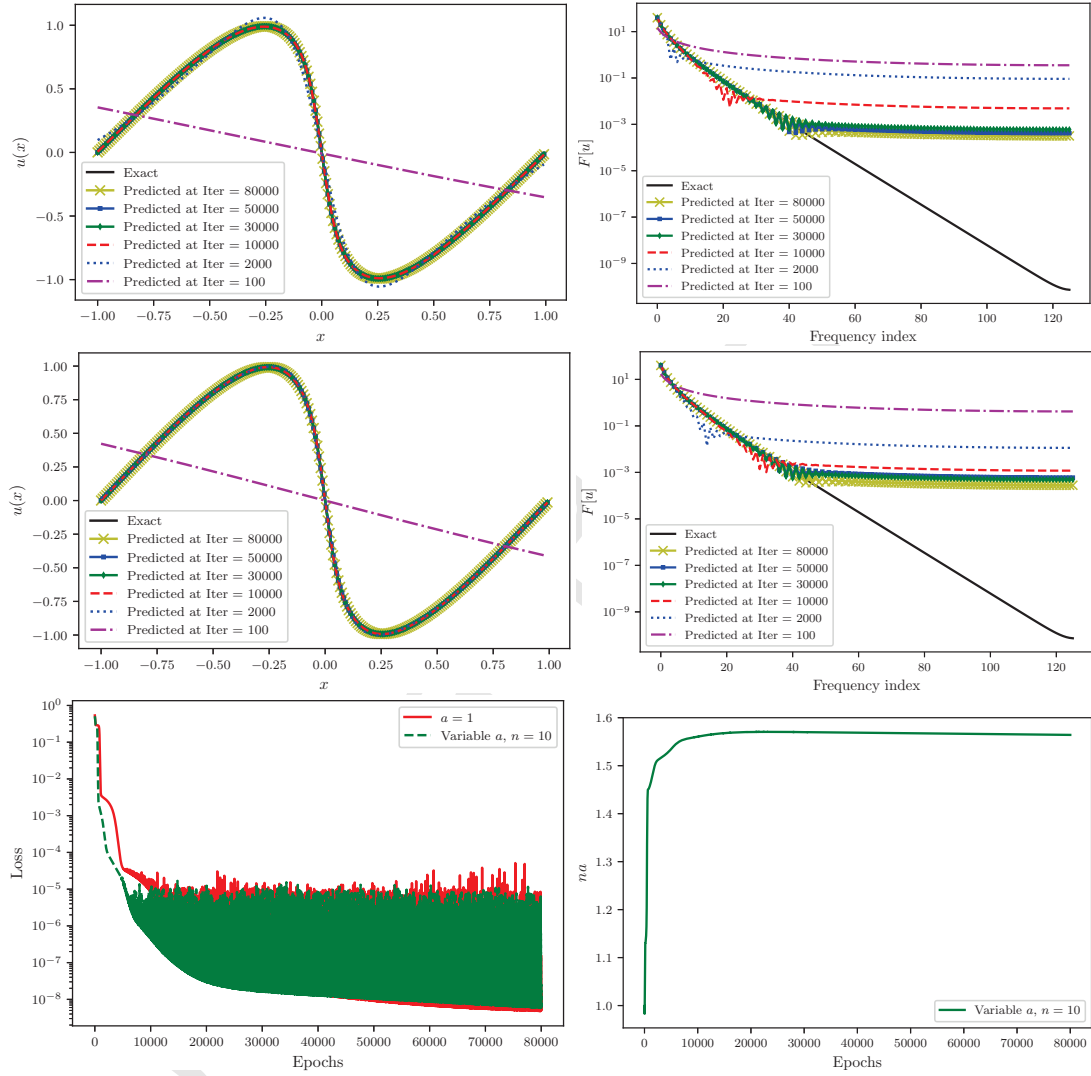 u(x)
1.0
0.5
0.0
−0.5
−1.0
Exact
Predicted at Iter = 80000
Predicted at Iter = 50000
Predicted at Iter = 30000
Predicted at Iter = 10000
Predicted at Iter = 2000
Predicted at Iter = 100
−1.00 −0.75 −0.50 −0.25 0.00 0.25 0.50 0.75 1.00
x
F[u]
10^1
10^−1
10^−3
10^−5
10^−7
10^−9
Exact
Predicted at Iter = 80000
Predicted at Iter = 50000
Predicted at Iter = 30000
Predicted at Iter = 10000
Predicted at Iter = 2000
Predicted at Iter = 100
0 20 40 60 80 100 120
Frequency index
u(x)
1.00
0.75
0.50
0.25
0.00
−0.25
−0.50
−0.75
−1.00
Exact
Predicted at Iter = 80000
Predicted at Iter = 50000
Predicted at Iter = 30000
Predicted at Iter = 10000
Predicted at Iter = 2000
Predicted at Iter = 100
−1.00 −0.75 −0.50 −0.25 0.00 0.25 0.50 0.75 1.00
x
F[u]
10^1
10^−1
10^−3
10^−5
10^−7
10^−9
Exact
Predicted at Iter = 80000
Predicted at Iter = 50000
Predicted at Iter = 30000
Predicted at Iter = 10000
Predicted at Iter = 2000
Predicted at Iter = 100
0 20 40 60 80 100 120
Frequency index
Loss
10^0
10^−1
10^−2
10^−3
10^−4
10^−5
10^−6
10^−7
10^−8
a = 1
Variable a, n = 10
0 10000 20000 30000 40000 50000 60000 70000 80000
Epochs
na
1.6
1.5
1.4
1.3
1.2
1.1
1.0
Variable a, n = 10
0 10000 20000 30000 40000 50000 60000 70000 80000
Epochs